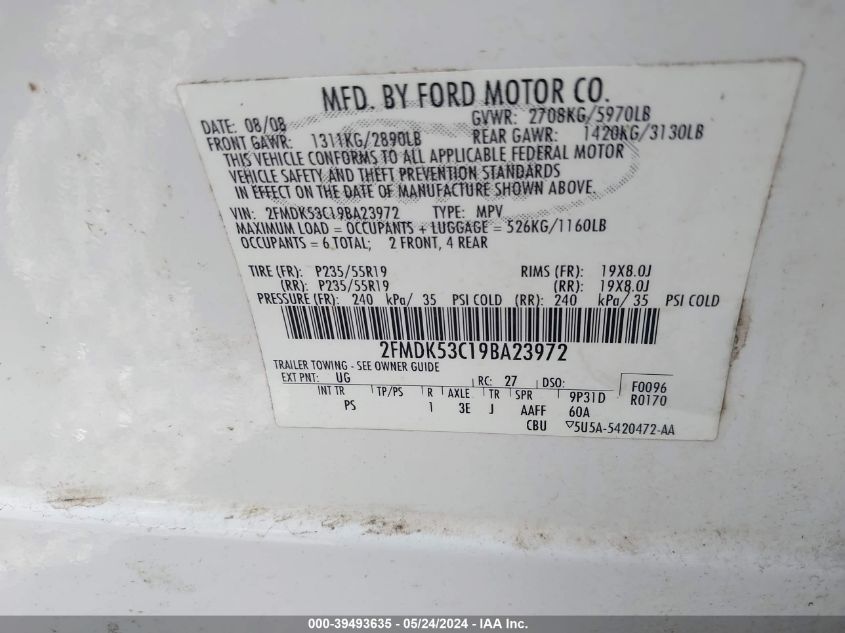 MFD. BY FORD MOTOR CO.
DATE: 08/08 GVWR: 2708KG/5970LB
FRONT GAWR: 1311KG/2890LB REAR GAWR: 1420KG/3130LB
THIS VEHICLE CONFORMS TO ALL APPLICABLE FEDERAL MOTOR
VEHICLE SAFETY AND THEFT PREVENTION STANDARDS
IN EFFECT ON THE DATE OF MANUFACTURE SHOWN ABOVE.
VIN: 2FMDK53C19BA23972 TYPE: MPV
MAXIMUM LOAD = OCCUPANTS + LUGGAGE = 526KG/1160LB
OCCUPANTS = 6 TOTAL; 2 FRONT, 4 REAR
TIRE (FR): P235/55R19 RIMS (FR): 19X8.0J
(RR): P235/55R19 (RR): 19X8.0J
PRESSURE (FR): 240 kPa/ 35 PSI COLD (RR): 240 kPa/ 35 PSI COLD
2FMDK53C19BA23972
TRAILER TOWING - SEE OWNER GUIDE
EXT PNT: UG RC: 27 DSO: F0096
INT TR TP/PS R AXLE TR SPR 9P31D R0170
PS 1 3E J AAFF 60A
CBU ▽5U5A-5420472-AA
000-39493635 / 05/24/2024 - IAAI.com, Inc.